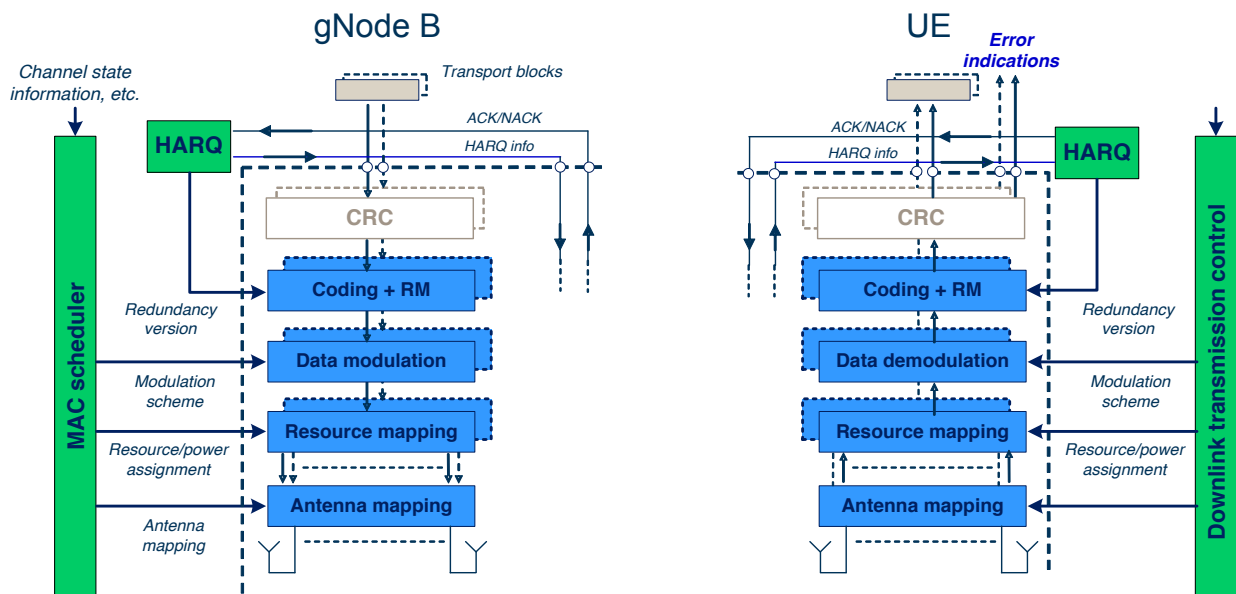 gNode B
UE
Channel state
information, etc.
Transport blocks
Error
indications
HARQ
ACK/NACK
HARQ info
ACK/NACK
HARQ info
HARQ
CRC
CRC
Coding + RM
Coding + RM
Redundancy
version
Redundancy
version
Data modulation
Data demodulation
Modulation
scheme
Modulation
scheme
MAC scheduler
Downlink transmission control
Resource mapping
Resource mapping
Resource/power
assignment
Resource/power
assignment
Antenna mapping
Antenna mapping
Antenna
mapping